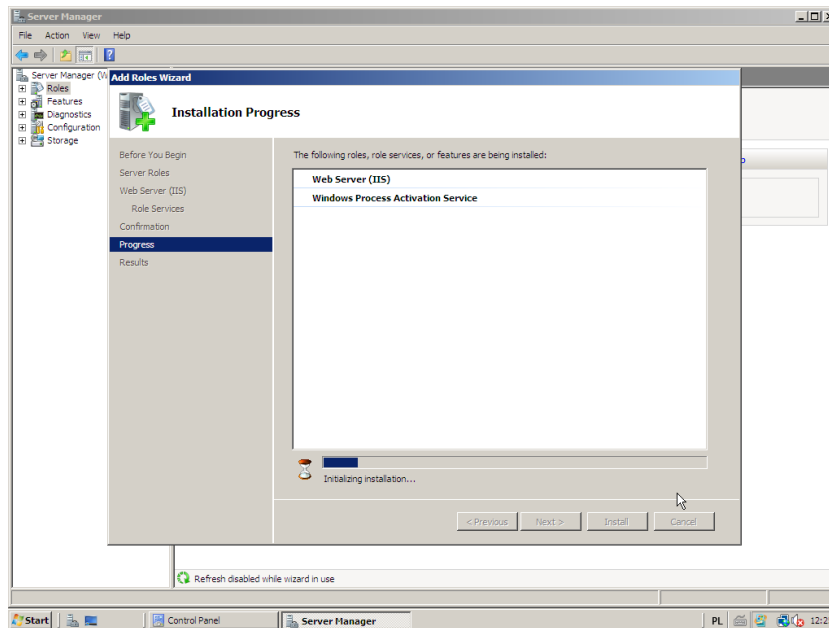 Server Manager
File Action View Help
Server Manager (W
Roles
Features
Diagnostics
Configuration
Storage
Add Roles Wizard
Installation Progress
Before You Begin
Server Roles
Web Server (IIS)
Role Services
Confirmation
Progress
Results
The following roles, role services, or features are being installed:
Web Server (IIS)
Windows Process Activation Service
Initializing installation...
< Previous Next > Install Cancel
Refresh disabled while wizard in use
Start Control Panel Server Manager PL 12:2